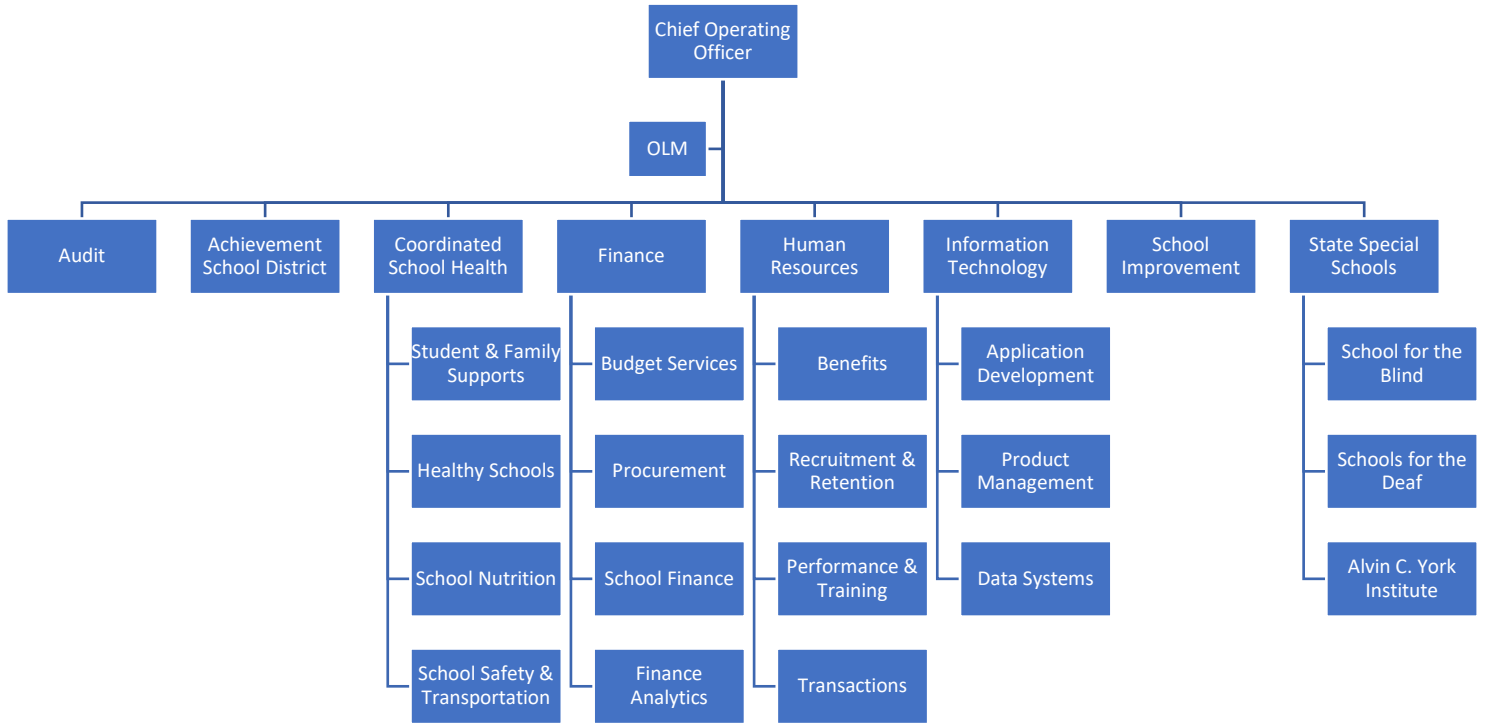 Chief Operating
Officer
OLM
Audit
Achievement
School District
Coordinated
School Health
Finance
Human
Resources
Information
Technology
School
Improvement
State Special
Schools
Student & Family
Supports
Budget Services
Benefits
Application
Development
School for the
Blind
Healthy Schools
Procurement
Recruitment &
Retention
Product
Management
Schools for the
Deaf
School Nutrition
School Finance
Performance &
Training
Data Systems
Alvin C. York
Institute
School Safety &
Transportation
Finance
Analytics
Transactions